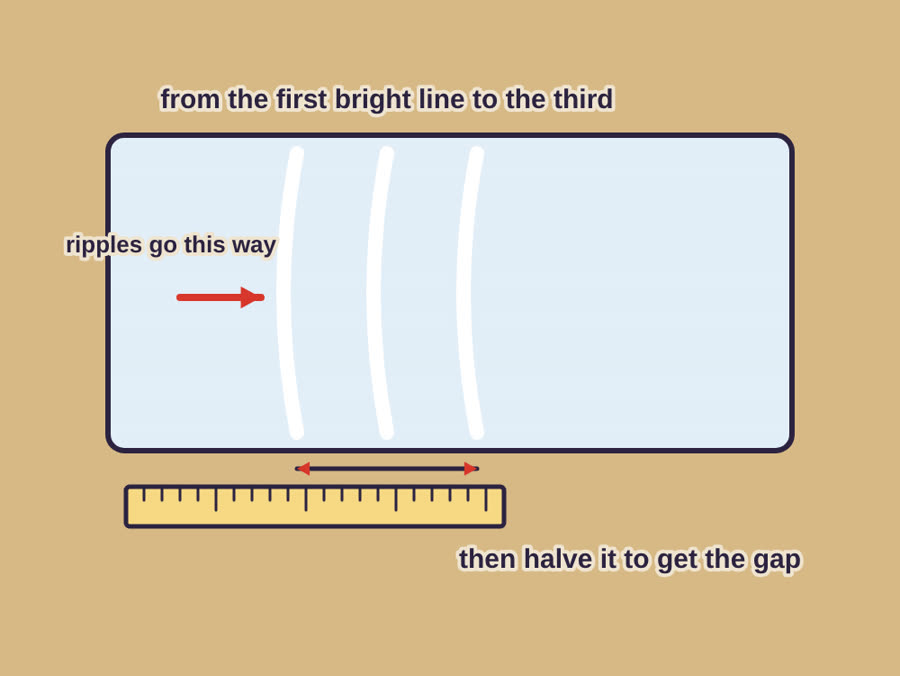 from the first bright line to the third
ripples go this way
then halve it to get the gap